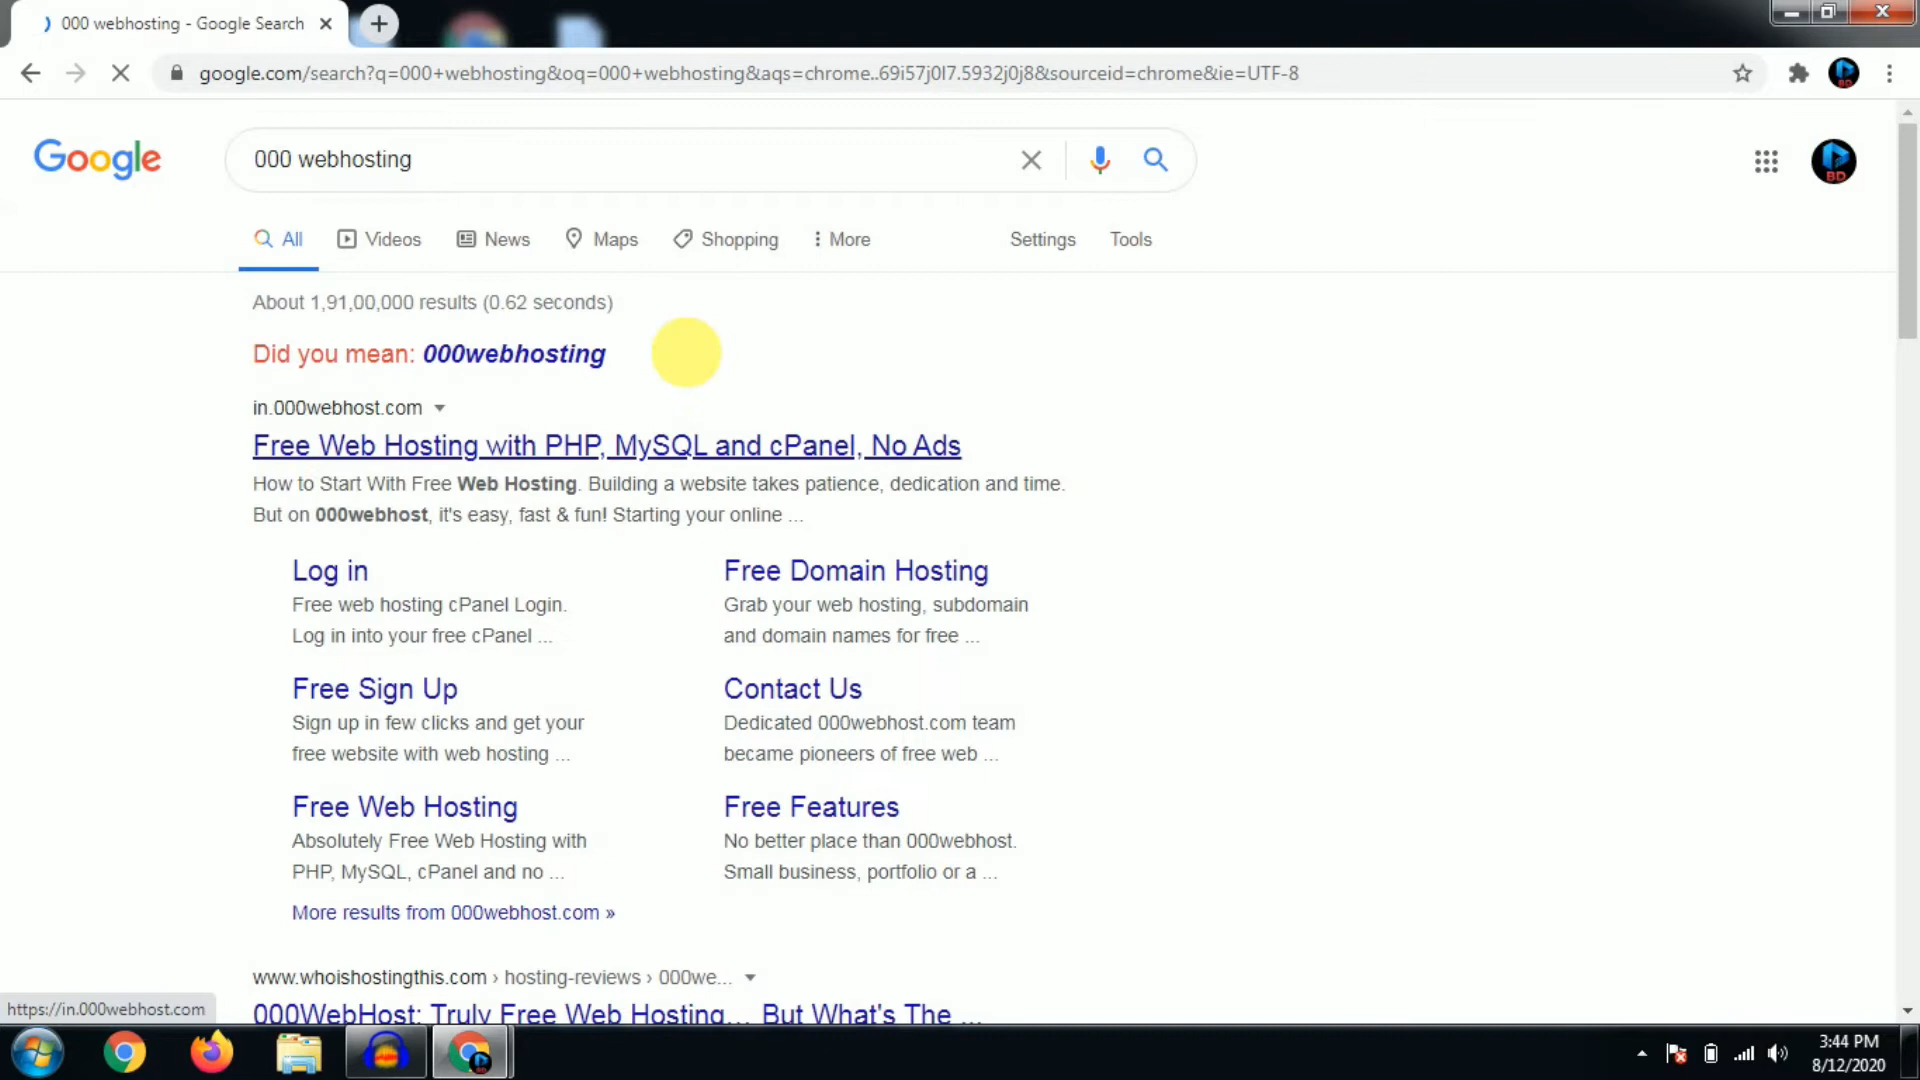 000 webhosting - Google Search
google.com/search?q=000+webhosting&oq=000+webhosting&aqs=chrome..69i57j0l7.5932j0j8&sourceid=chrome&ie=UTF-8
Google
000 webhosting
BD
All Videos News Maps Shopping More Settings Tools
About 1,91,00,000 results (0.62 seconds)
Did you mean: 000webhosting
in.000webhost.com
Free Web Hosting with PHP, MySQL and cPanel, No Ads
How to Start With Free Web Hosting. Building a website takes patience, dedication and time.
But on 000webhost, it's easy, fast & fun! Starting your online ...
Log in
Free web hosting cPanel Login.
Log in into your free cPanel ...
Free Domain Hosting
Grab your web hosting, subdomain
and domain names for free ...
Free Sign Up
Sign up in few clicks and get your
free website with web hosting ...
Contact Us
Dedicated 000webhost.com team
became pioneers of free web ...
Free Web Hosting
Absolutely Free Web Hosting with
PHP, MySQL, cPanel and no ...
Free Features
No better place than 000webhost.
Small business, portfolio or a ...
More results from 000webhost.com »
www.whoishostingthis.com › hosting-reviews › 000we...
000WebHost: Truly Free Web Hosting... But What's The ...
https://in.000webhost.com
3:44 PM
8/12/2020